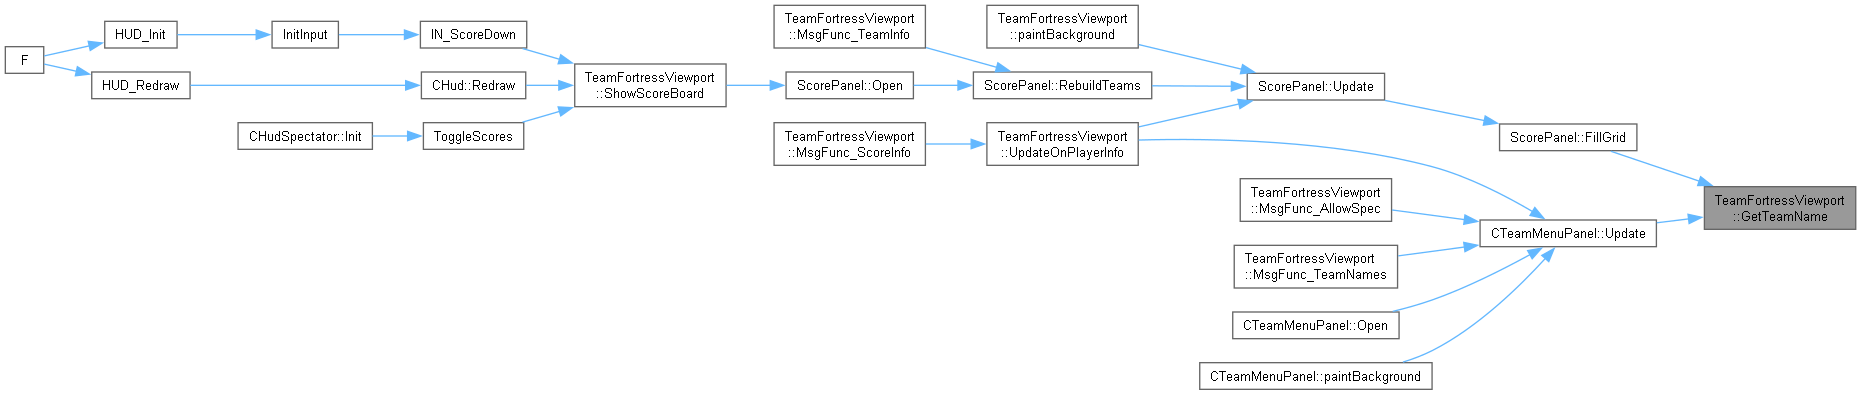 F
HUD_Init
HUD_Redraw
InitInput
CHudSpectator::Init
IN_ScoreDown
CHud::Redraw
ToggleScores
TeamFortressViewport
::ShowScoreBoard
TeamFortressViewport
::MsgFunc_TeamInfo
ScorePanel::Open
TeamFortressViewport
::MsgFunc_ScoreInfo
TeamFortressViewport
::paintBackground
ScorePanel::RebuildTeams
TeamFortressViewport
::UpdateOnPlayerInfo
ScorePanel::Update
TeamFortressViewport
::MsgFunc_AllowSpec
TeamFortressViewport
::MsgFunc_TeamNames
CTeamMenuPanel::Open
CTeamMenuPanel::paintBackground
ScorePanel::FillGrid
CTeamMenuPanel::Update
TeamFortressViewport
::GetTeamName